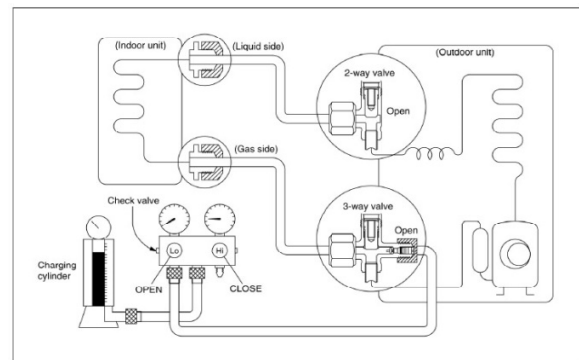 (Indoor unit)
(Liquid side)
(Outdoor unit)
2-way valve
Open
(Gas side)
3-way valve
Check valve
Open
Lo
Hi
Charging
cylinder
OPEN
CLOSE